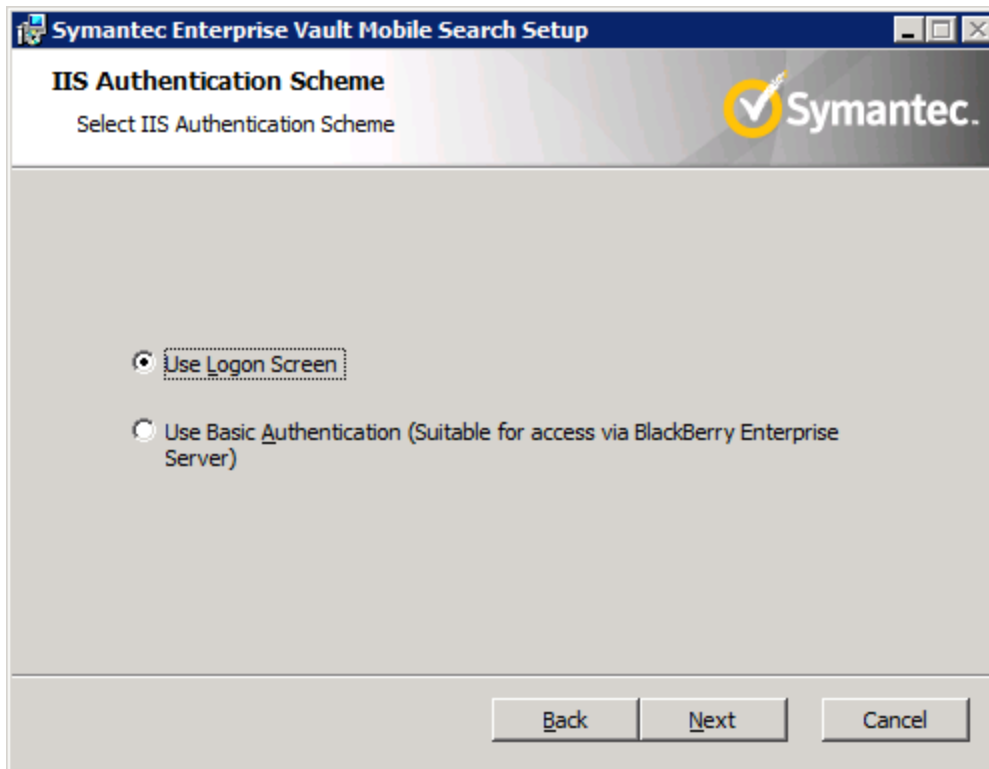 Symantec Enterprise Vault Mobile Search Setup
IIS Authentication Scheme
Select IIS Authentication Scheme
Symantec.
Use Logon Screen
Use Basic Authentication (Suitable for access via BlackBerry Enterprise
Server)
Back
Next
Cancel